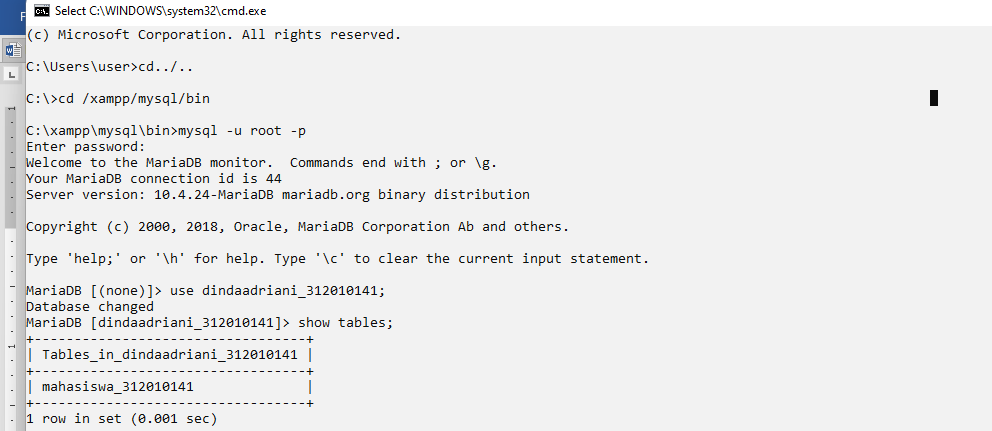 Select C:\WINDOWS\system32\cmd.exe
(c) Microsoft Corporation. All rights reserved.
C:\Users\user>cd../..
C:\>cd /xampp/mysql/bin
C:\xampp\mysql\bin>mysql -u root -p
Enter password:
Welcome to the MariaDB monitor.  Commands end with ; or \g.
Your MariaDB connection id is 44
Server version: 10.4.24-MariaDB mariadb.org binary distribution
Copyright (c) 2000, 2018, Oracle, MariaDB Corporation Ab and others.
Type 'help;' or '\h' for help. Type '\c' to clear the current input statement.
MariaDB [(none)]> use dindaadriani_312010141;
Database changed
MariaDB [dindaadriani_312010141]> show tables;
+----------------------------------+
| Tables_in_dindaadriani_312010141 |
+----------------------------------+
| mahasiswa_312010141              |
+----------------------------------+
1 row in set (0.001 sec)